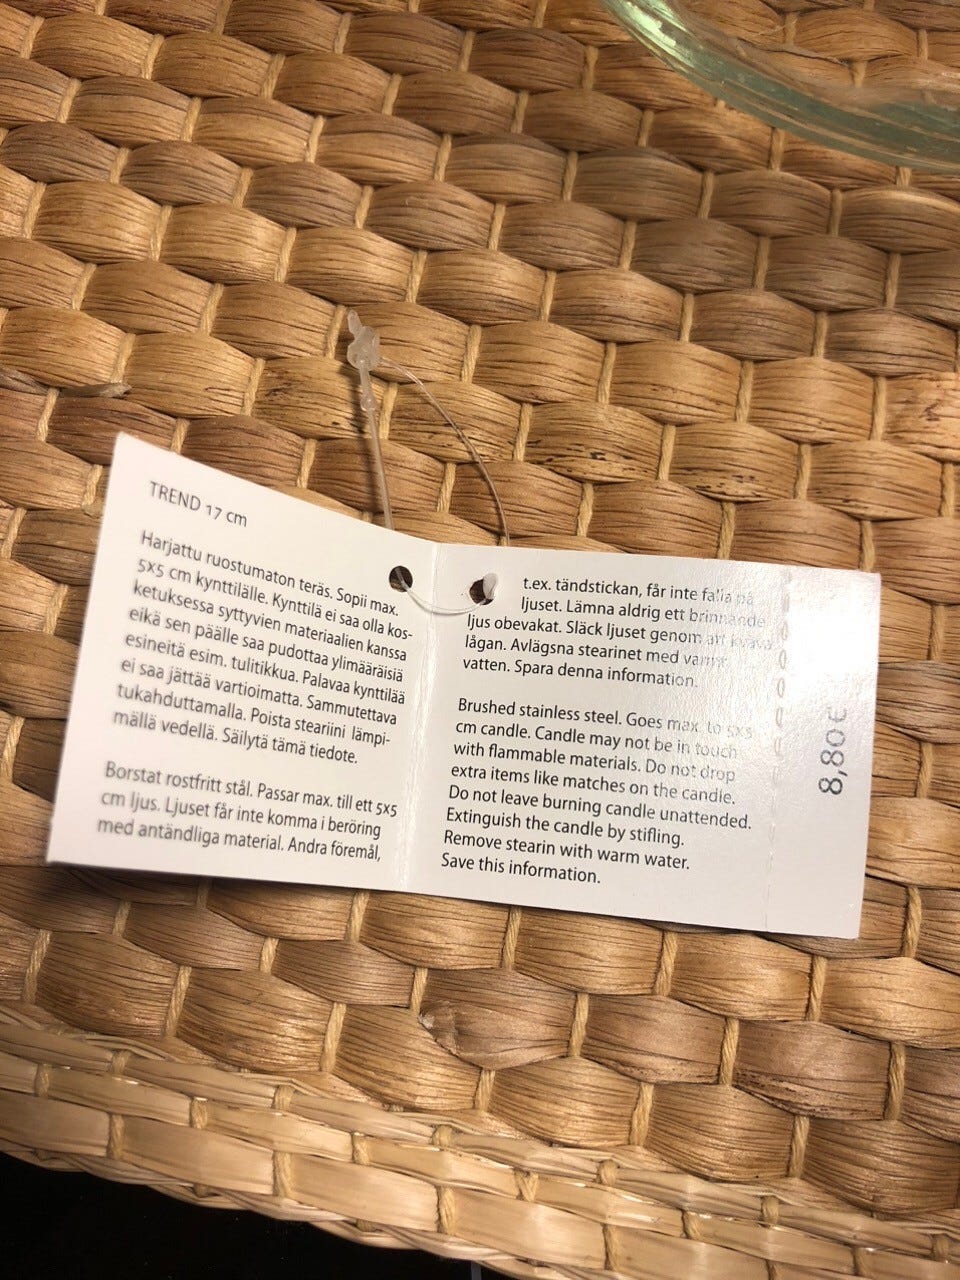 TREND 17 cm
Harjattu ruostumaton teräs. Sopii max.
5x5 cm kynttilälle. Kynttilä ei saa olla kos-
ketuksessa syttyvien materiaalien kanssa
eikä sen päälle saa pudottaa ylimääräisiä
esineitä esim. tulitikkua. Palavaa kynttilää
ei saa jättää vartioimatta. Sammutettava
tukahduttamalla. Poista steariini lämpi-
mällä vedellä. Säilytä tämä tiedote.
Borstat rostfritt stål. Passar max. till ett 5x5
cm ljus. Ljuset får inte komma i beröring
med antändliga material. Andra föremål,
t.ex. tändstickan, får inte falla på
ljuset. Lämna aldrig ett brinnande
ljus obevakat. Släck ljuset genom att kväva
lågan. Avlägsna stearinet med varmt
vatten. Spara denna information.
Brushed stainless steel. Goes max. to 5x5
cm candle. Candle may not be in touch
with flammable materials. Do not drop
extra items like matches on the candle.
Do not leave burning candle unattended.
Extinguish the candle by stifling.
Remove stearin with warm water.
Save this information.
8,80€